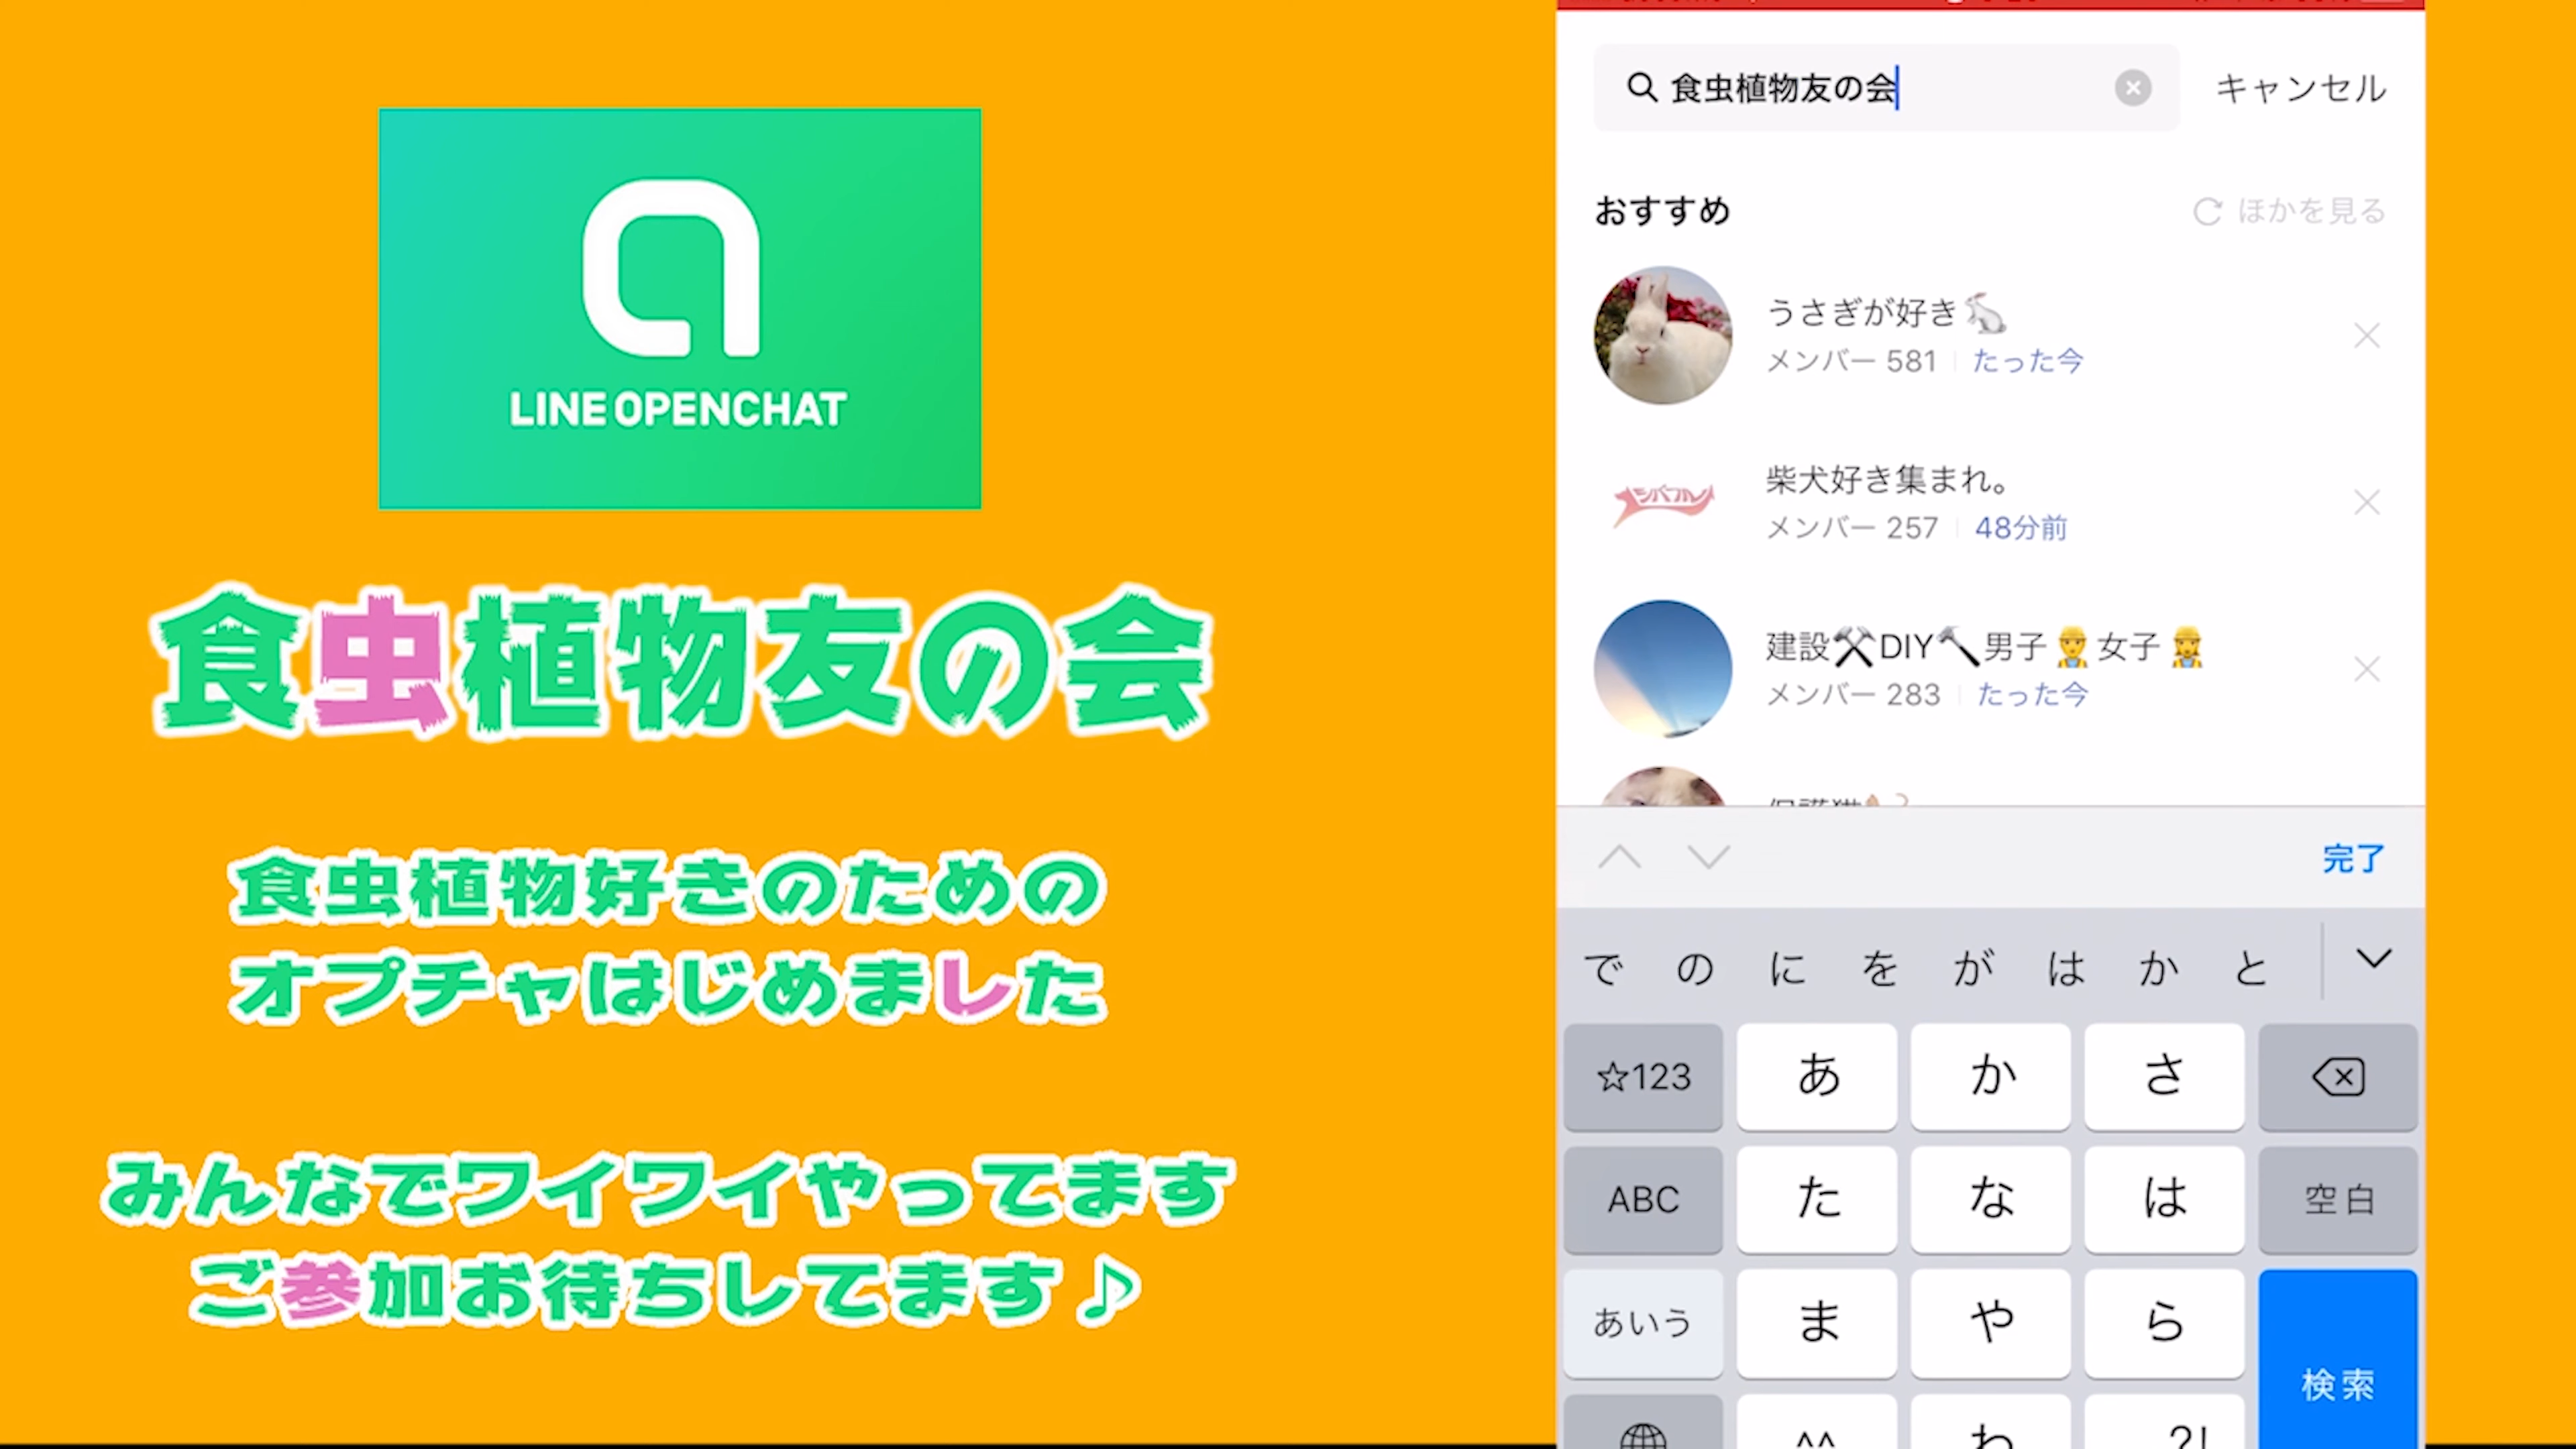 LINE OPENCHAT
食虫植物友の会
食虫植物好きのための
オプチャはじめました
みんなでワイワイやってます
ご参加お待ちしてます♪
食虫植物友の会
キャンセル
おすすめ
ほかを見る
うさぎが好き🐇
メンバー 581 たった今
シバフル
柴犬好き集まれ。
メンバー 257 48分前
建設⚒DIY🔨男子👷‍♂️女子👷‍♀️
メンバー 283 たった今
完了
で の に を が は か と
☆123 あ か さ
ABC た な は 空白
あいう ま や ら
検索
^^ わ ?!